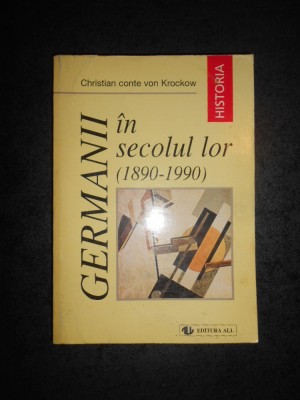 Christian conte von Krockow
HISTORIA
GERMANII
în
secolul lor
(1890-1990)
EDITURA ALL